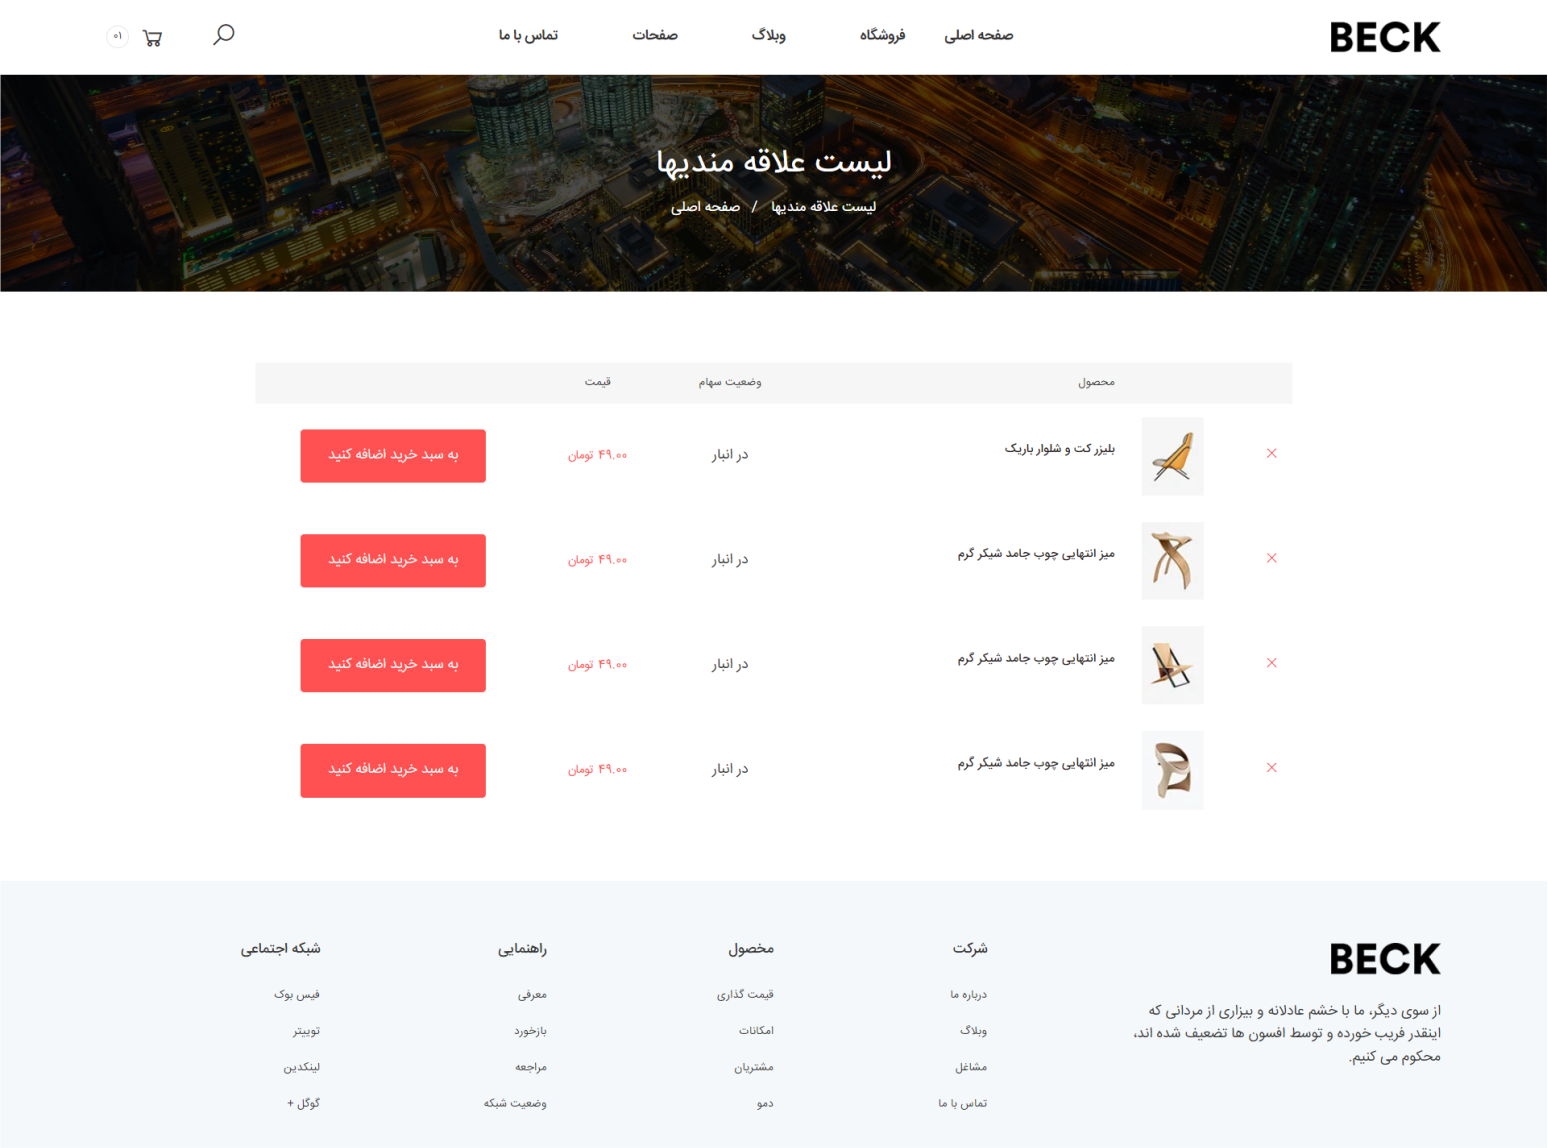 BECK
صفحه اصلی
فروشگاه
وبلاگ
صفحات
تماس با ما
۰۱
لیست علاقه مندیها
لیست علاقه مندیها / صفحه اصلی
محصول
وضعیت سهام
قیمت
بلیزر کت و شلوار باریک
در انبار
۴۹.۰۰ تومان
به سبد خرید اضافه کنید
میز انتهایی چوب جامد شیکر گرم
در انبار
۴۹.۰۰ تومان
به سبد خرید اضافه کنید
میز انتهایی چوب جامد شیکر گرم
در انبار
۴۹.۰۰ تومان
به سبد خرید اضافه کنید
میز انتهایی چوب جامد شیکر گرم
در انبار
۴۹.۰۰ تومان
به سبد خرید اضافه کنید
BECK
از سوی دیگر، ما با خشم عادلانه و بیزاری از مردانی که
اینقدر فریب خورده و توسط افسون ها تضعیف شده اند،
محکوم می کنیم.
شرکت
درباره ما
وبلاگ
مشاغل
تماس با ما
مخصول
قیمت گذاری
امکانات
مشتریان
دمو
راهنمایی
معرفی
بازخورد
مراجعه
وضعیت شبکه
شبکه اجتماعی
فیس بوک
توییتر
لینکدین
گوگل +